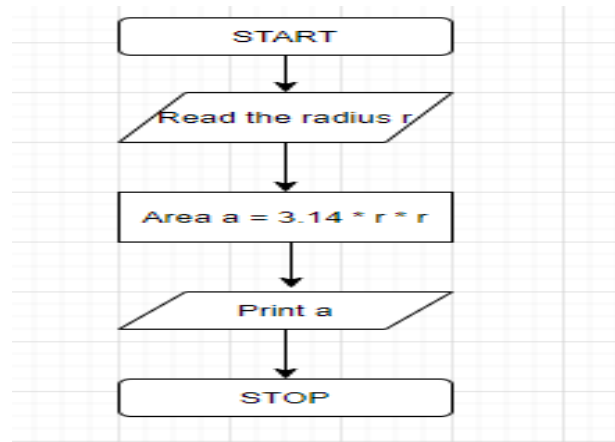 START
Read the radius r
Area a = 3.14 * r * r
Print a
STOP